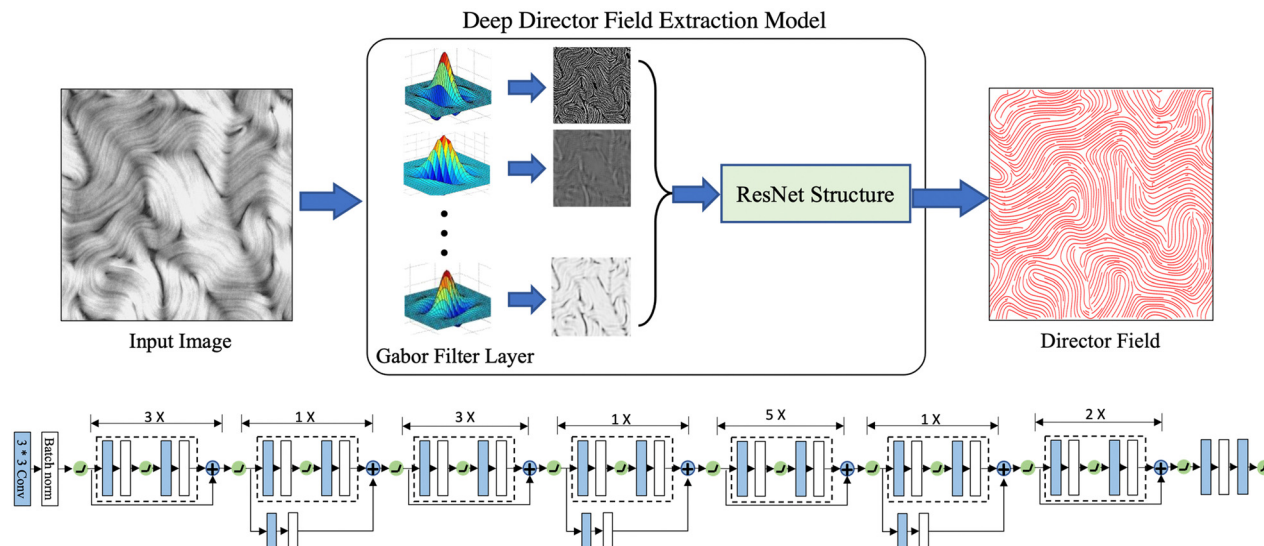 Deep Director Field Extraction Model
ResNet Structure
Input Image
Gabor Filter Layer
Director Field
3 X
1 X
3 X
1 X
5 X
1 X
2 X
3 * 3 Conv
Batch norm